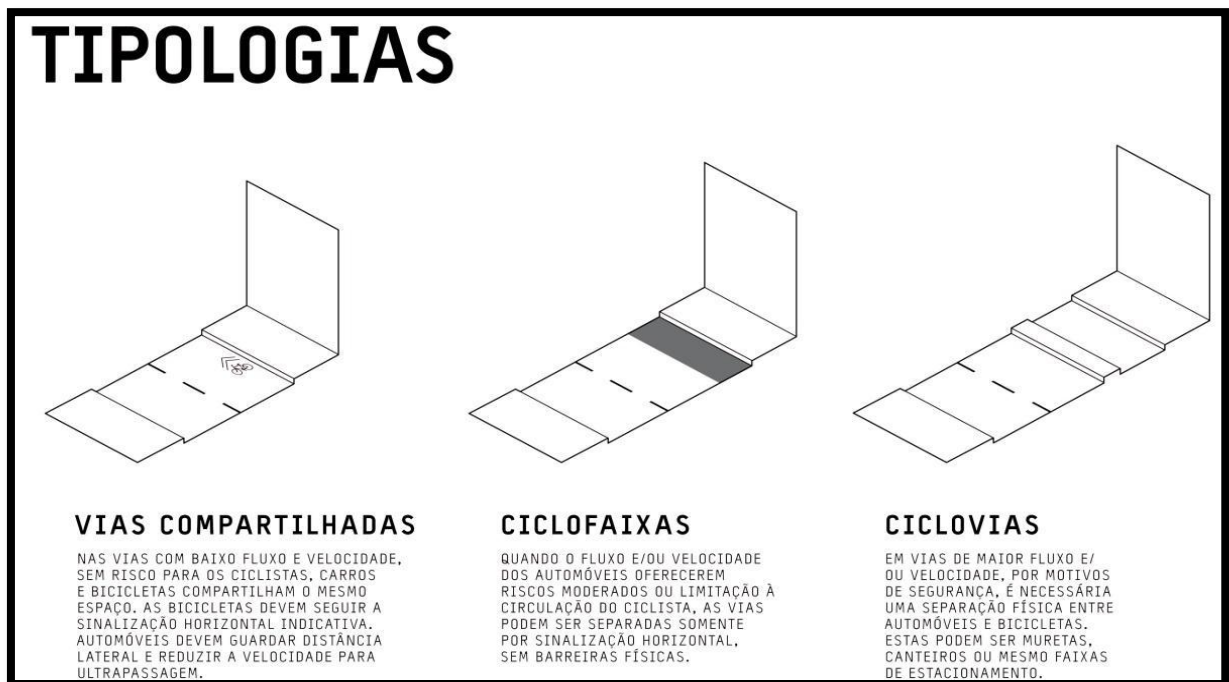 TIPOLOGIAS
VIAS COMPARTILHADAS
NAS VIAS COM BAIXO FLUXO E VELOCIDADE,
SEM RISCO PARA OS CICLISTAS, CARROS
E BICICLETAS COMPARTILHAM O MESMO
ESPAÇO. AS BICICLETAS DEVEM SEGUIR A
SINALIZAÇÃO HORIZONTAL INDICATIVA.
AUTOMÓVEIS DEVEM GUARDAR DISTÂNCIA
LATERAL E REDUZIR A VELOCIDADE PARA
ULTRAPASSAGEM.
CICLOFAIXAS
QUANDO O FLUXO E/OU VELOCIDADE
DOS AUTOMÓVEIS OFERECEREM
RISCOS MODERADOS OU LIMITAÇÃO À
CIRCULAÇÃO DO CICLISTA, AS VIAS
PODEM SER SEPARADAS SOMENTE
POR SINALIZAÇÃO HORIZONTAL,
SEM BARREIRAS FÍSICAS.
CICLOVIAS
EM VIAS DE MAIOR FLUXO E/
OU VELOCIDADE, POR MOTIVOS
DE SEGURANÇA, É NECESSÁRIA
UMA SEPARAÇÃO FÍSICA ENTRE
AUTOMÓVEIS E BICICLETAS.
ESTAS PODEM SER MURETAS,
CANTEIROS OU MESMO FAIXAS
DE ESTACIONAMENTO.